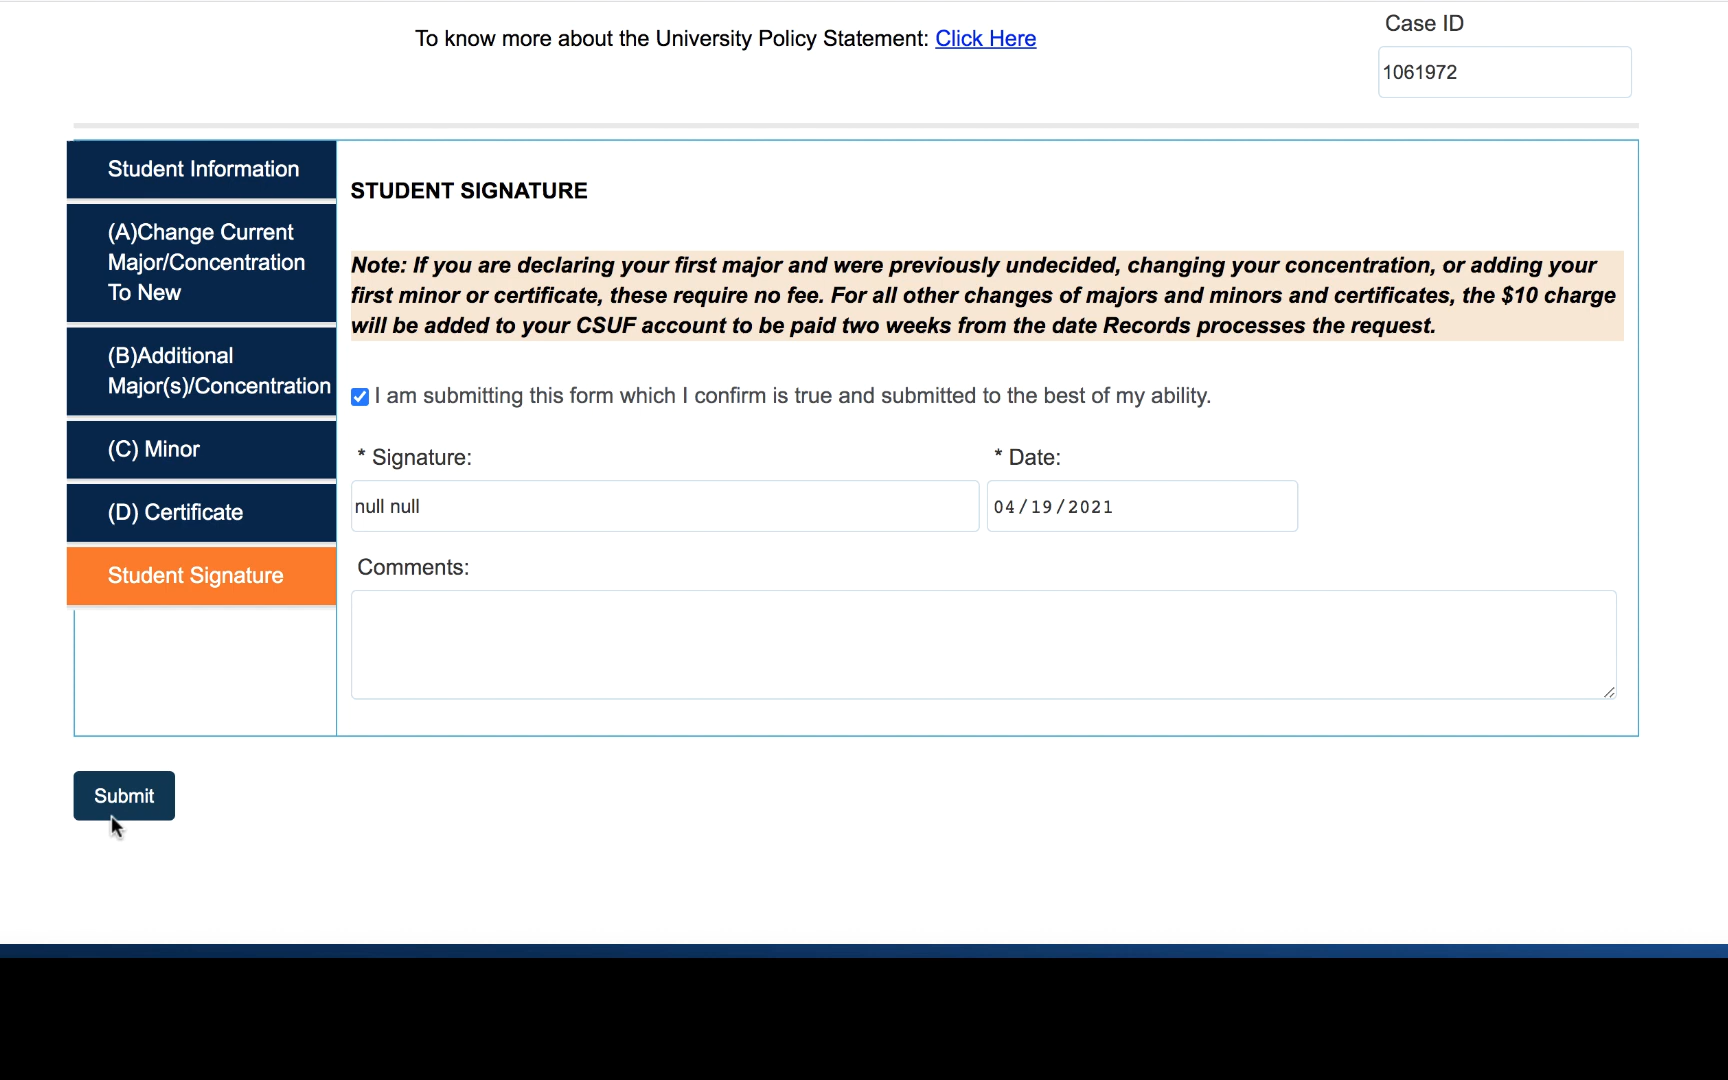 To know more about the University Policy Statement: Click Here
Case ID
1061972
Student Information
(A)Change Current
Major/Concentration
To New
(B)Additional
Major(s)/Concentration
(C) Minor
(D) Certificate
Student Signature
STUDENT SIGNATURE
Note: If you are declaring your first major and were previously undecided, changing your concentration, or adding your
first minor or certificate, these require no fee. For all other changes of majors and minors and certificates, the $10 charge
will be added to your CSUF account to be paid two weeks from the date Records processes the request.
I am submitting this form which I confirm is true and submitted to the best of my ability.
* Signature:
* Date:
null null
04/19/2021
Comments:
Submit